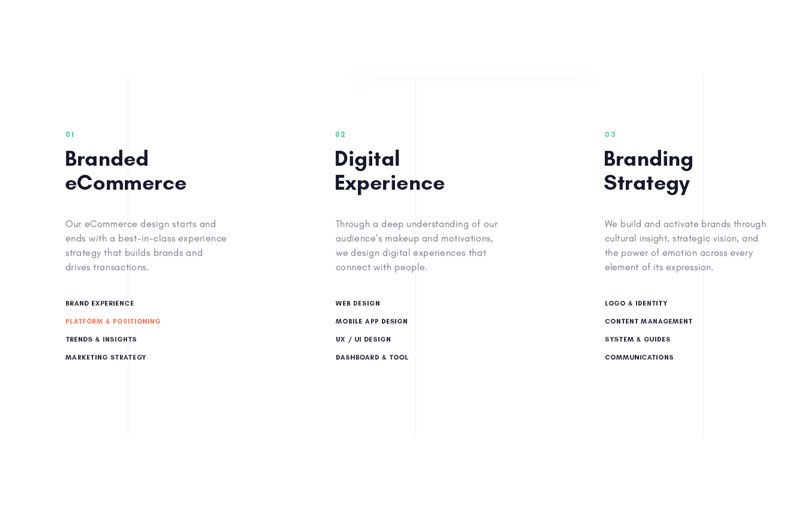 01
Branded
eCommerce
Our eCommerce design starts and
ends with a best-in-class experience
strategy that builds brands and
drives transactions.
BRAND EXPERIENCE
PLATFORM & POSITIONING
TRENDS & INSIGHTS
MARKETING STRATEGY
02
Digital
Experience
Through a deep understanding of our
audience's makeup and motivations,
we design digital experiences that
connect with people.
WEB DESIGN
MOBILE APP DESIGN
UX / UI DESIGN
DASHBOARD & TOOL
03
Branding
Strategy
We build and activate brands through
cultural insight, strategic vision, and
the power of emotion across every
element of its expression.
LOGO & IDENTITY
CONTENT MANAGEMENT
SYSTEM & GUIDES
COMMUNICATIONS